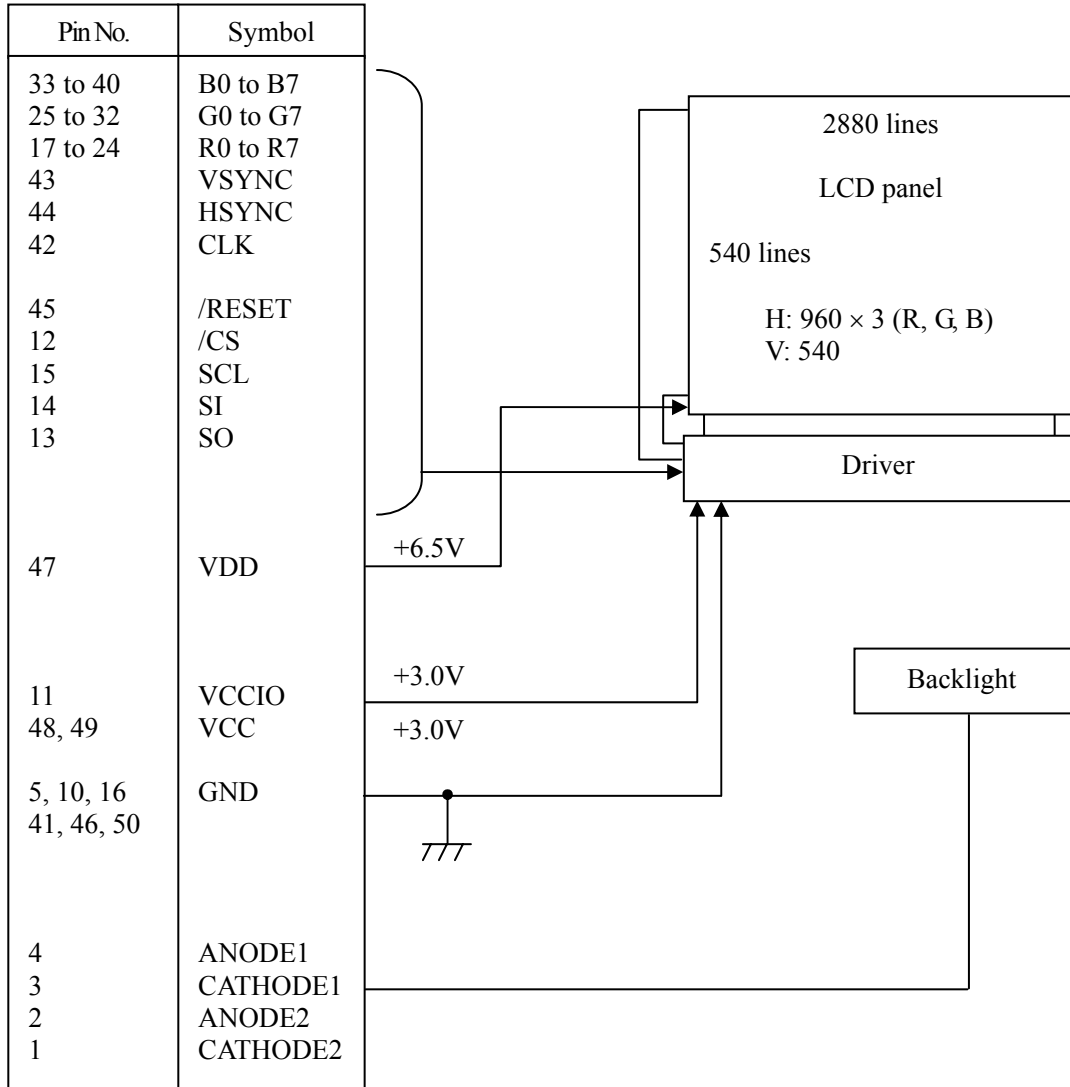 Pin No. Symbol
33 to 40 B0 to B7
25 to 32 G0 to G7
17 to 24 R0 to R7
43 VSYNC
44 HSYNC
42 CLK
45 /RESET
12 /CS
15 SCL
14 SI
13 SO
47 VDD +6.5V
11 VCCIO +3.0V
48, 49 VCC +3.0V
5, 10, 16 GND
41, 46, 50
4 ANODE1
3 CATHODE1
2 ANODE2
1 CATHODE2
2880 lines
LCD panel
540 lines
H: 960 × 3 (R, G, B)
V: 540
Driver
Backlight